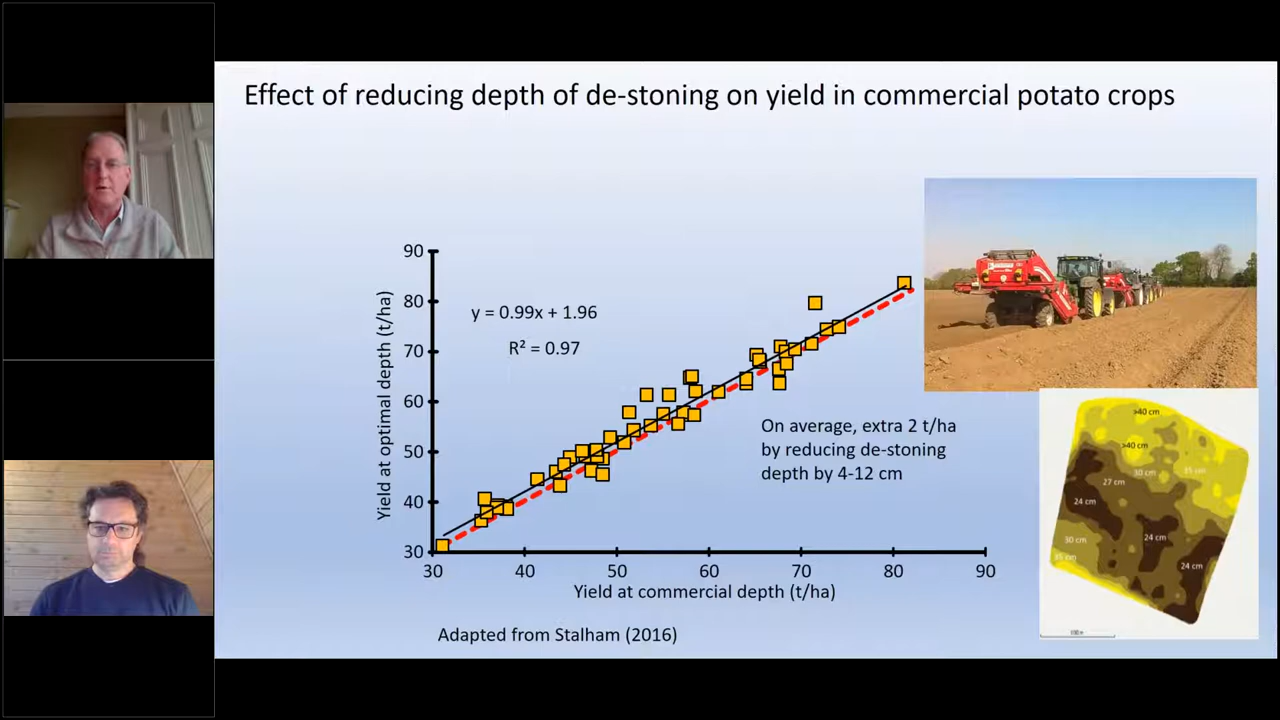 Effect of reducing depth of de-stoning on yield in commercial potato crops
90
80
70
60
50
40
30
Yield at optimal depth (t/ha)
y = 0.99x + 1.96
R² = 0.97
On average, extra 2 t/ha
by reducing de-stoning
depth by 4-12 cm
30 40 50 60 70 80 90
Yield at commercial depth (t/ha)
Adapted from Stalham (2016)
>40 cm
>40 cm
30 cm
35 cm
27 cm
24 cm
30 cm
24 cm
35 cm
24 cm
100 m